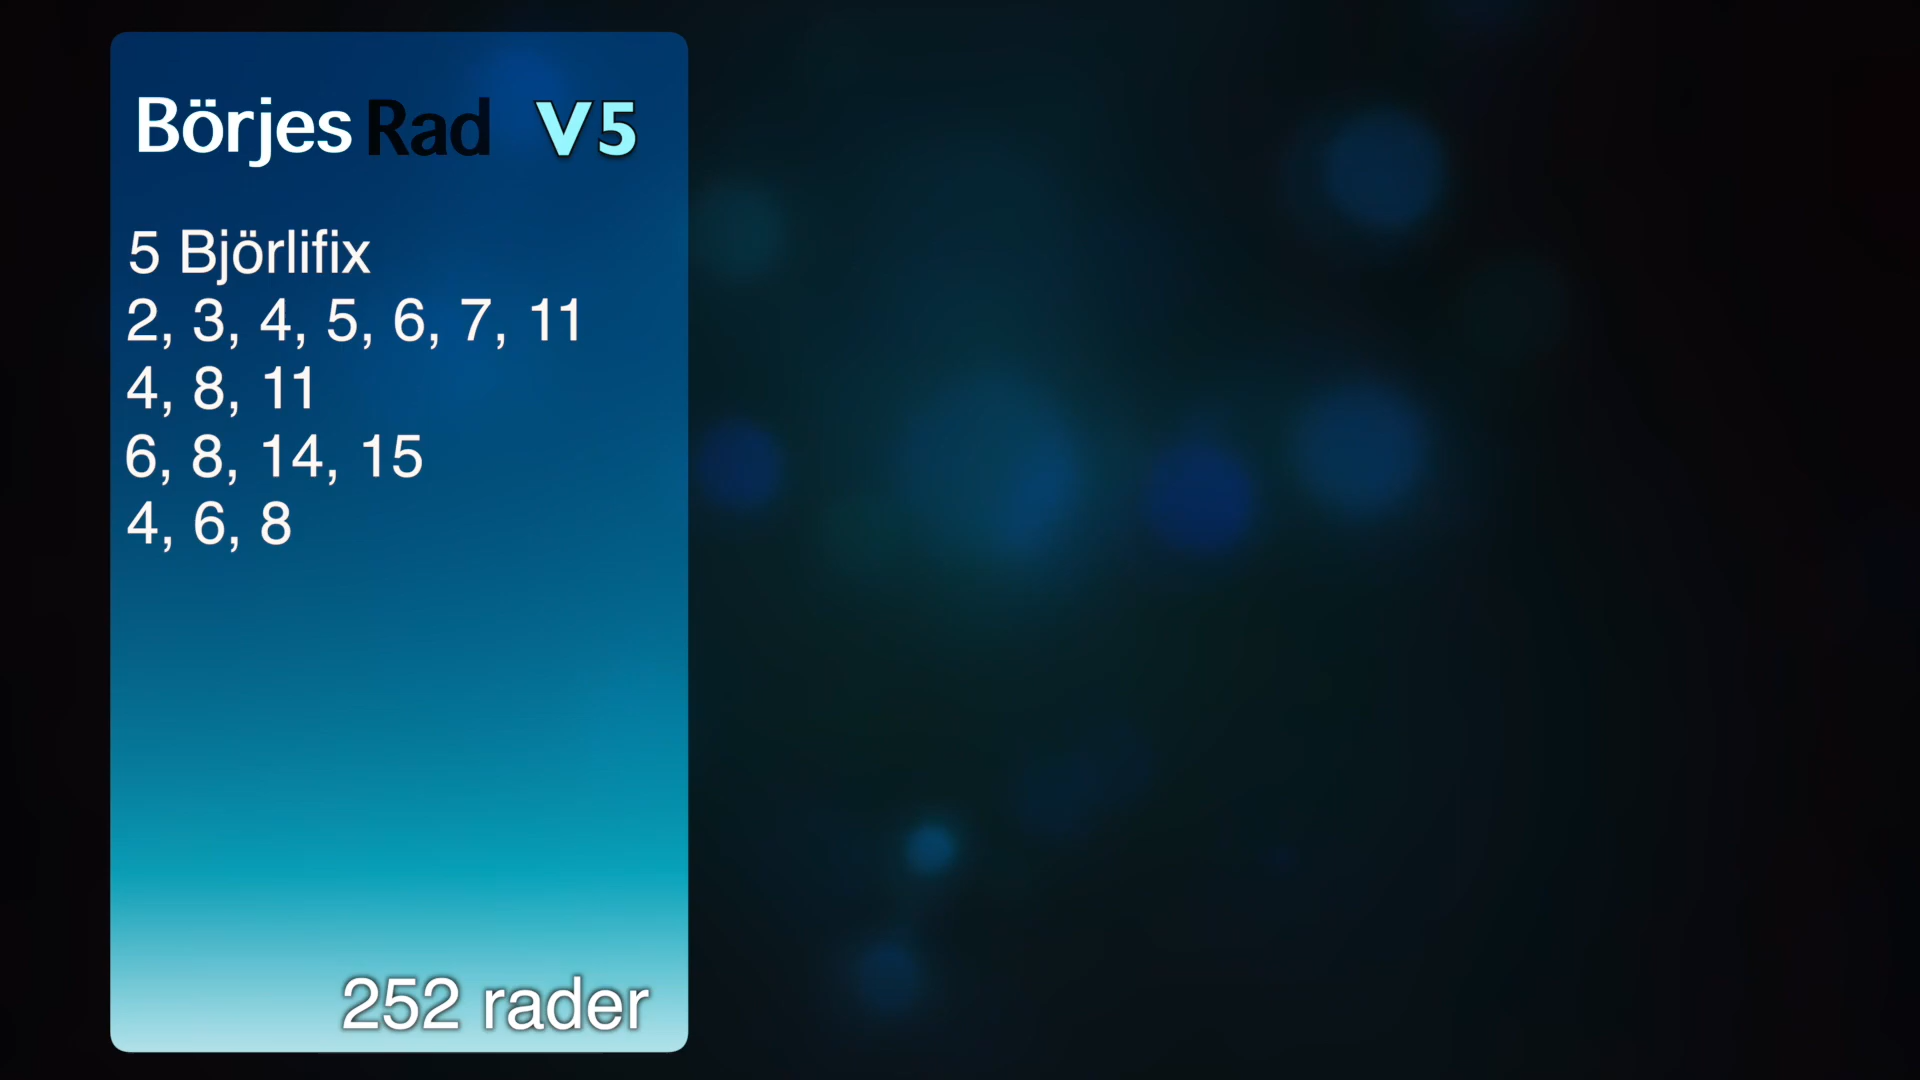 Börjes Rad V5
5 Björlifix
2, 3, 4, 5, 6, 7, 11
4, 8, 11
6, 8, 14, 15
4, 6, 8
252 rader